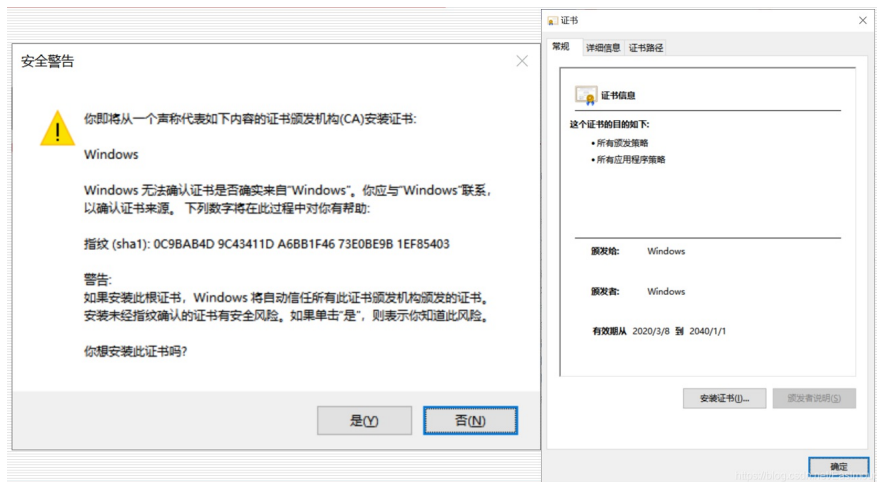 安全警告
你即将从一个声称代表如下内容的证书颁发机构(CA)安装证书:
Windows
Windows 无法确认证书是否确实来自"Windows"。你应与"Windows"联系,
以确认证书来源。 下列数字将在此过程中对你有帮助:
指纹 (sha1): 0C9BAB4D 9C43411D A6BB1F46 73E0BE9B 1EF85403
警告:
如果安装此根证书，Windows 将自动信任所有此证书颁发机构颁发的证书。
安装未经指纹确认的证书有安全风险。如果单击"是"，则表示你知道此风险。
你想安装此证书吗?
是(Y)
否(N)
证书
常规 详细信息 证书路径
证书信息
这个证书的目的如下:
•所有颁发策略
•所有应用程序策略
颁发给: Windows
颁发者: Windows
有效期从 2020/3/8 到 2040/1/1
安装证书(I)...
颁发者说明(S)
确定